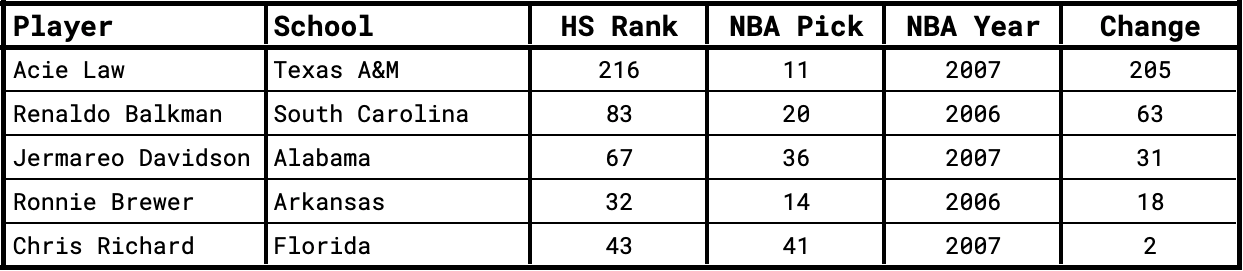 Player School HS Rank NBA Pick NBA Year Change
Acie Law Texas A&M 216 11 2007 205
Renaldo Balkman South Carolina 83 20 2006 63
Jermareo Davidson Alabama 67 36 2007 31
Ronnie Brewer Arkansas 32 14 2006 18
Chris Richard Florida 43 41 2007 2